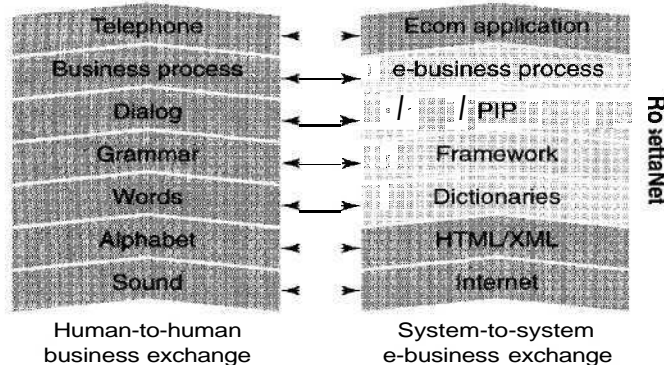 Telephone
Ecom application
Business process
e-business process
Dialog
/ / PIP
Grammar
Framework
Words
Dictionaries
Alphabet
HTML/XML
Sound
Internet
RosettaNet
Human-to-human
business exchange
System-to-system
e-business exchange